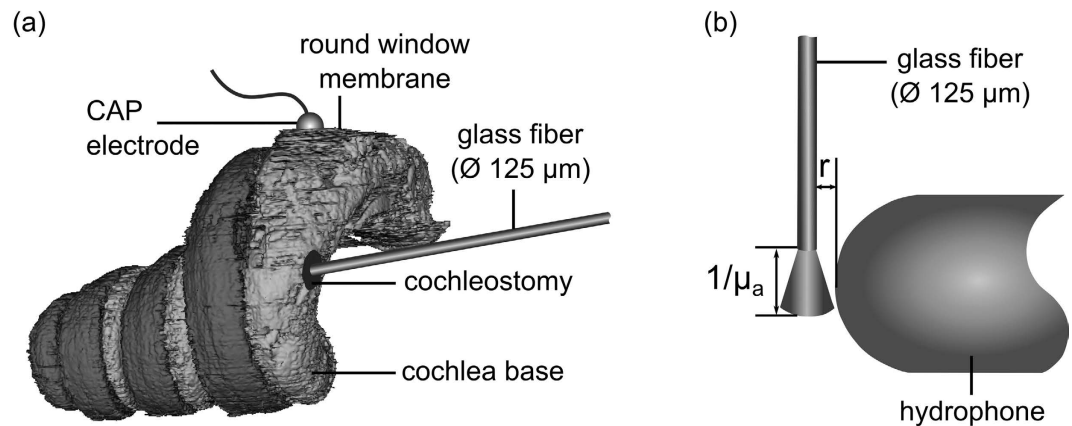 (a)
round window
membrane
CAP
electrode
glass fiber
(Ø 125 µm)
cochleostomy
cochlea base
(b)
glass fiber
(Ø 125 µm)
r
1/µa
hydrophone